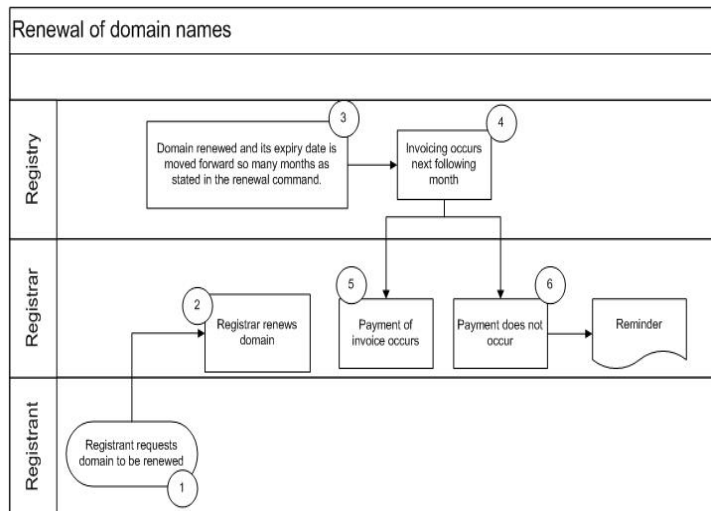 Renewal of domain names
Registry
3
Domain renewed and its expiry date is
moved forward so many months as
stated in the renewal command.
4
Invoicing occurs
next following
month
Registrar
2
Registrar renews
domain
5
Payment of
invoice occurs
6
Payment does not
occur
Reminder
Registrant
Registrant requests
domain to be renewed
1